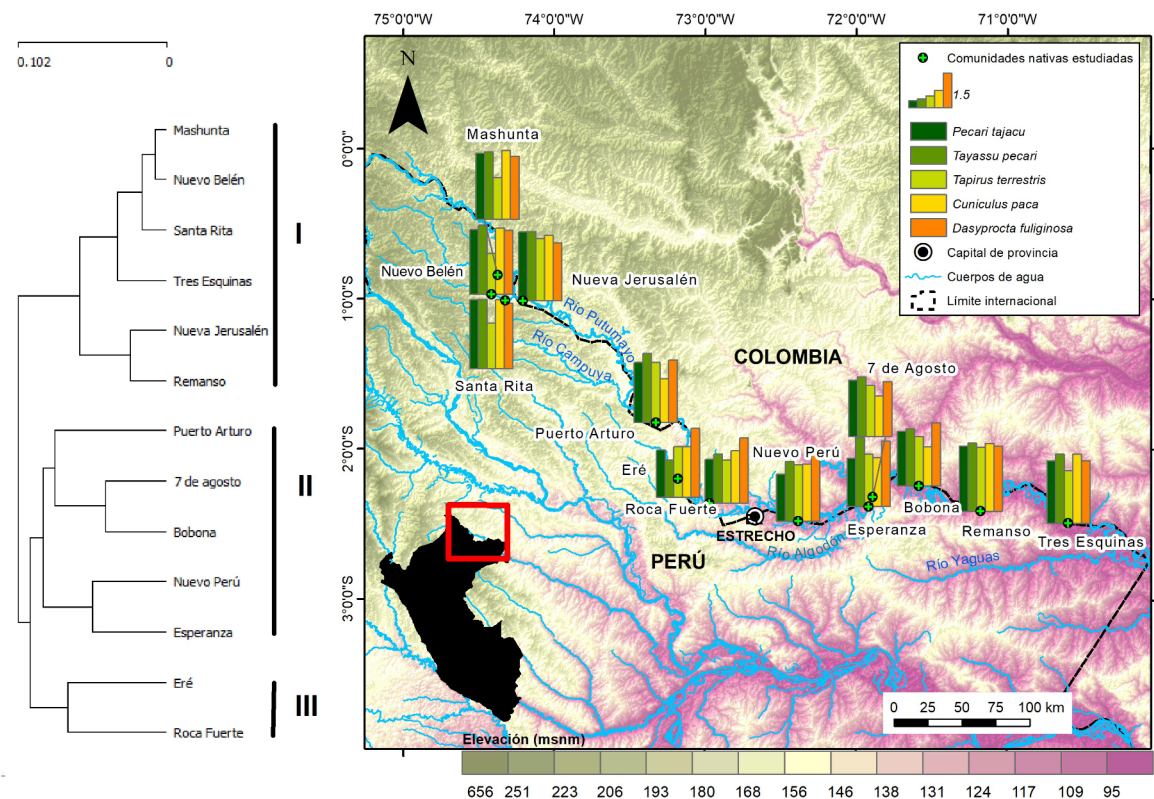 75°0'0"W 74°0'0"W 73°0'0"W 72°0'0"W 71°0'0"W
0.102 0
Mashunta
Nuevo Belén
Santa Rita
Tres Esquinas
Nueva Jerusalén
Remanso
I
Puerto Arturo
7 de agosto
Bobona
Nuevo Perú
Esperanza
II
Eré
Roca Fuerte
III
0°0'0"
1°0'0"S
2°0'0"S
3°0'0"S
N
Mashunta
Nuevo Belén
Nueva Jerusalén
Santa Rita
Río Putumayo
Río Campuya
COLOMBIA
7 de Agosto
Puerto Arturo
Eré
Nuevo Perú
Roca Fuerte
ESTRECHO
Río Algodón
Esperanza
Bobona
Remanso
Tres Esquinas
PERÚ
Río Yaguas
Comunidades nativas estudiadas
1.5
Pecari tajacu
Tayassu pecari
Tapirus terrestris
Cuniculus paca
Dasyprocta fuliginosa
Capital de provincia
Cuerpos de agua
Límite internacional
0 25 50 75 100 km
Elevación (msnm)
656 251 223 206 193 180 168 156 146 138 131 124 117 109 95